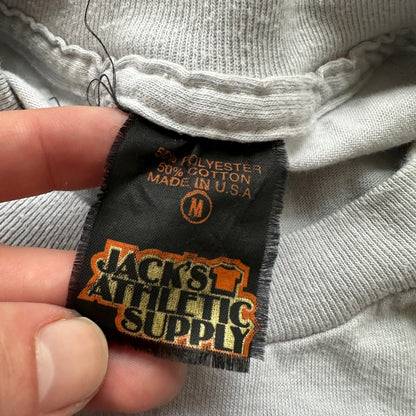 50% POLYESTER
50% COTTON
MADE IN U.S.A
M
JACK'S
ATHLETIC
SUPPLY